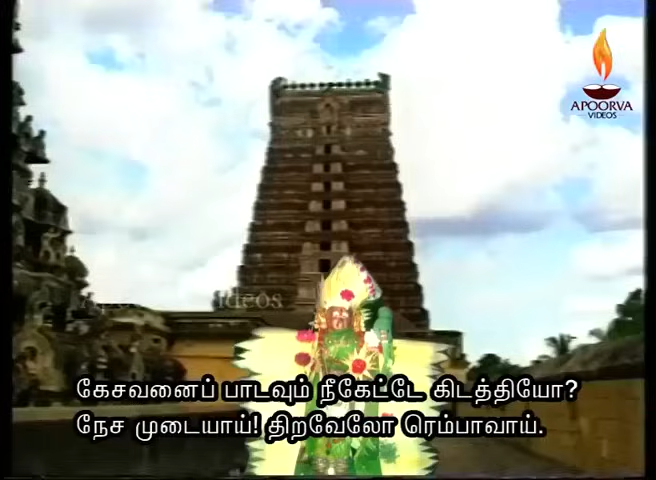 APOORVA
VIDEOS
கேசவனைப் பாடவும் நீகேட்டே கிடத்தியோ?
நேச முடையாய்! திறவேலோ ரெம்பாவாய்.